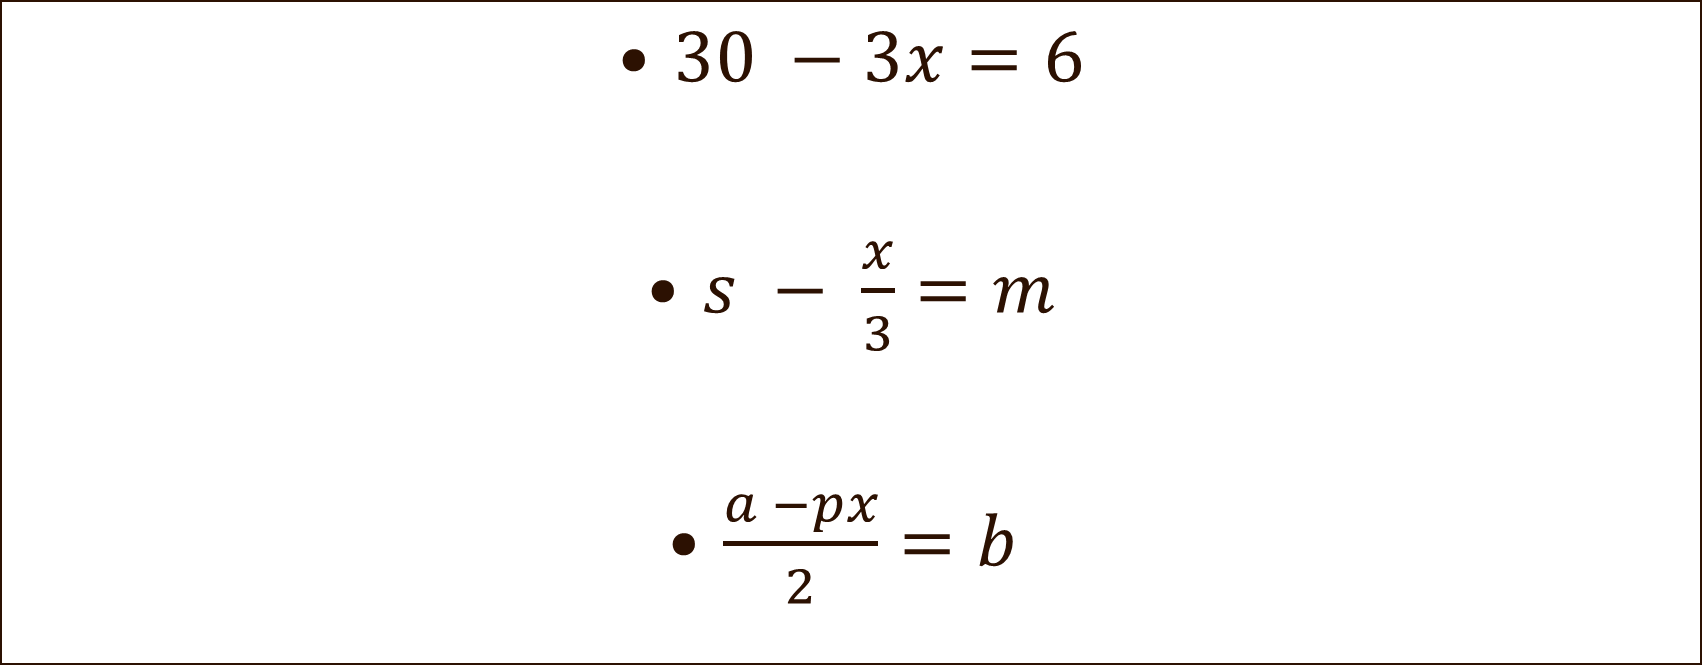 • 30 − 3x = 6
• s − x/3 = m
• a −px/2 = b